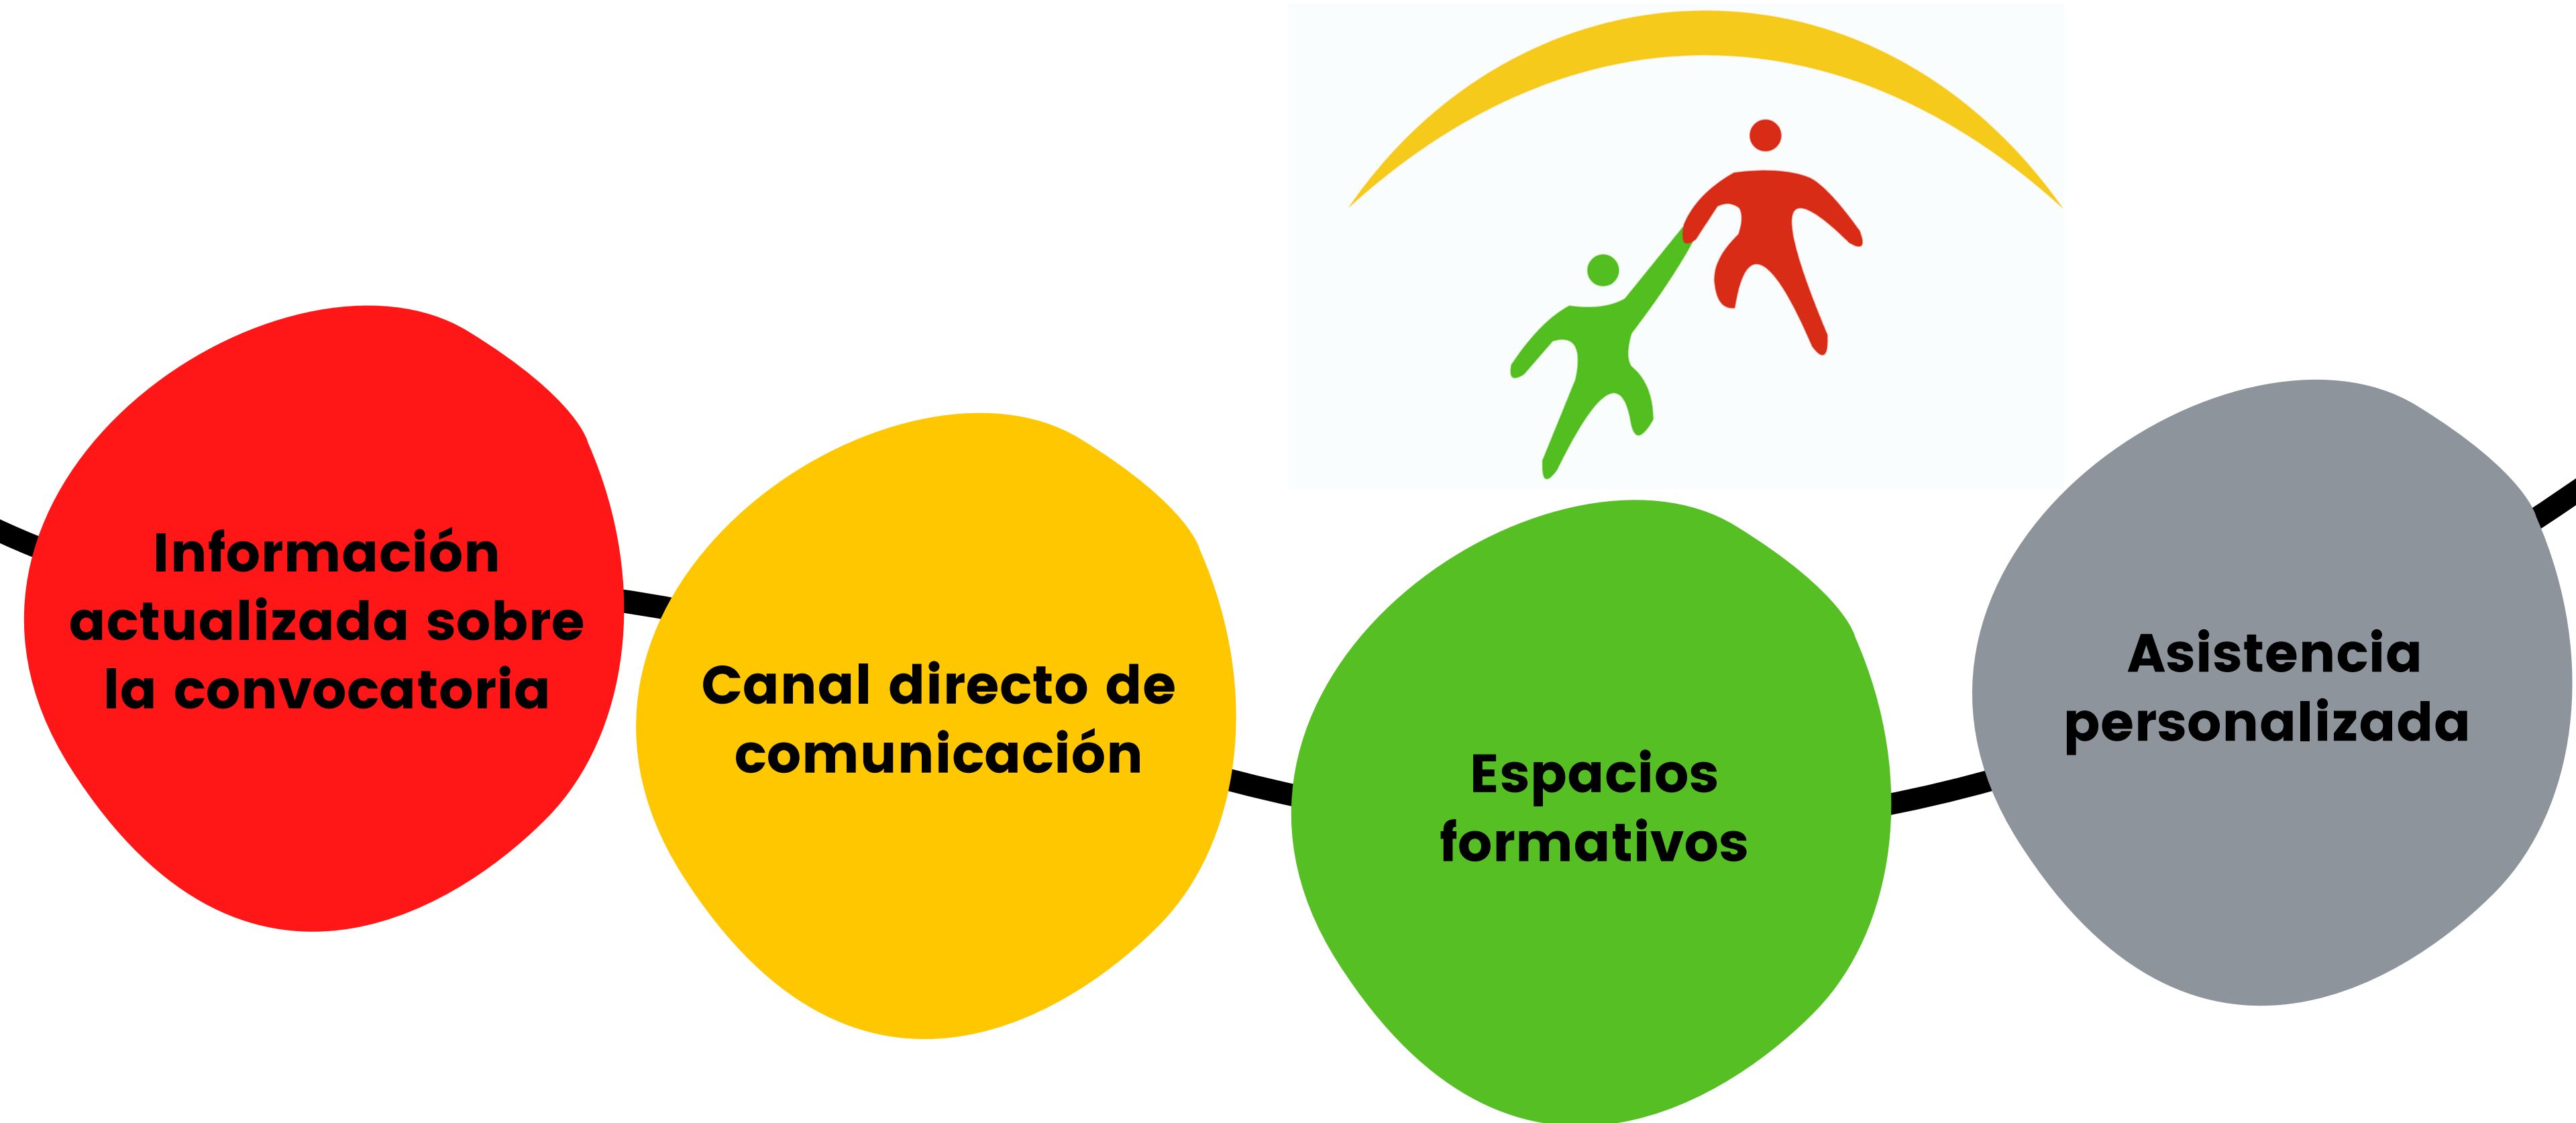 Información
actualizada sobre
la convocatoria
Canal directo de
comunicación
Espacios
formativos
Asistencia
personalizada